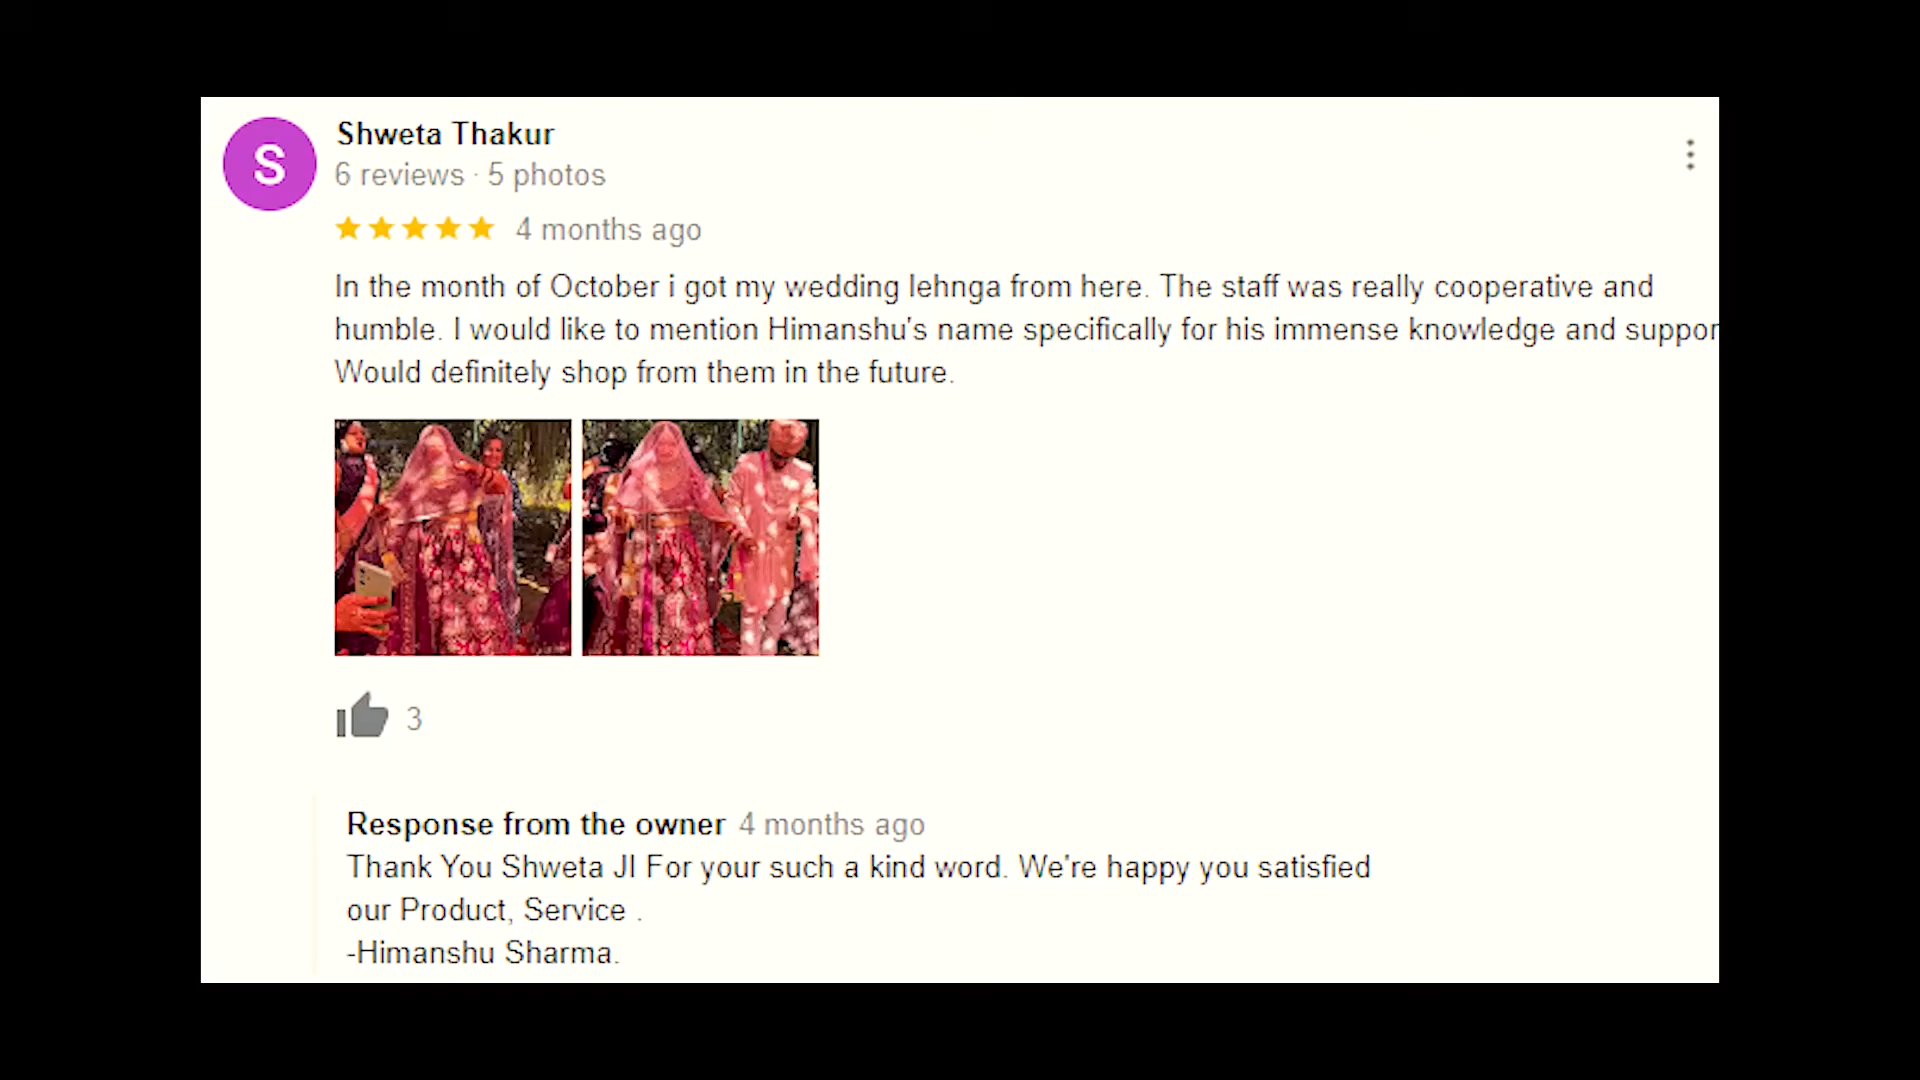 S
Shweta Thakur
6 reviews · 5 photos
4 months ago
In the month of October i got my wedding lehnga from here. The staff was really cooperative and
humble. I would like to mention Himanshu's name specifically for his immense knowledge and suppor
Would definitely shop from them in the future.
3
Response from the owner 4 months ago
Thank You Shweta JI For your such a kind word. We're happy you satisfied
our Product, Service .
-Himanshu Sharma.